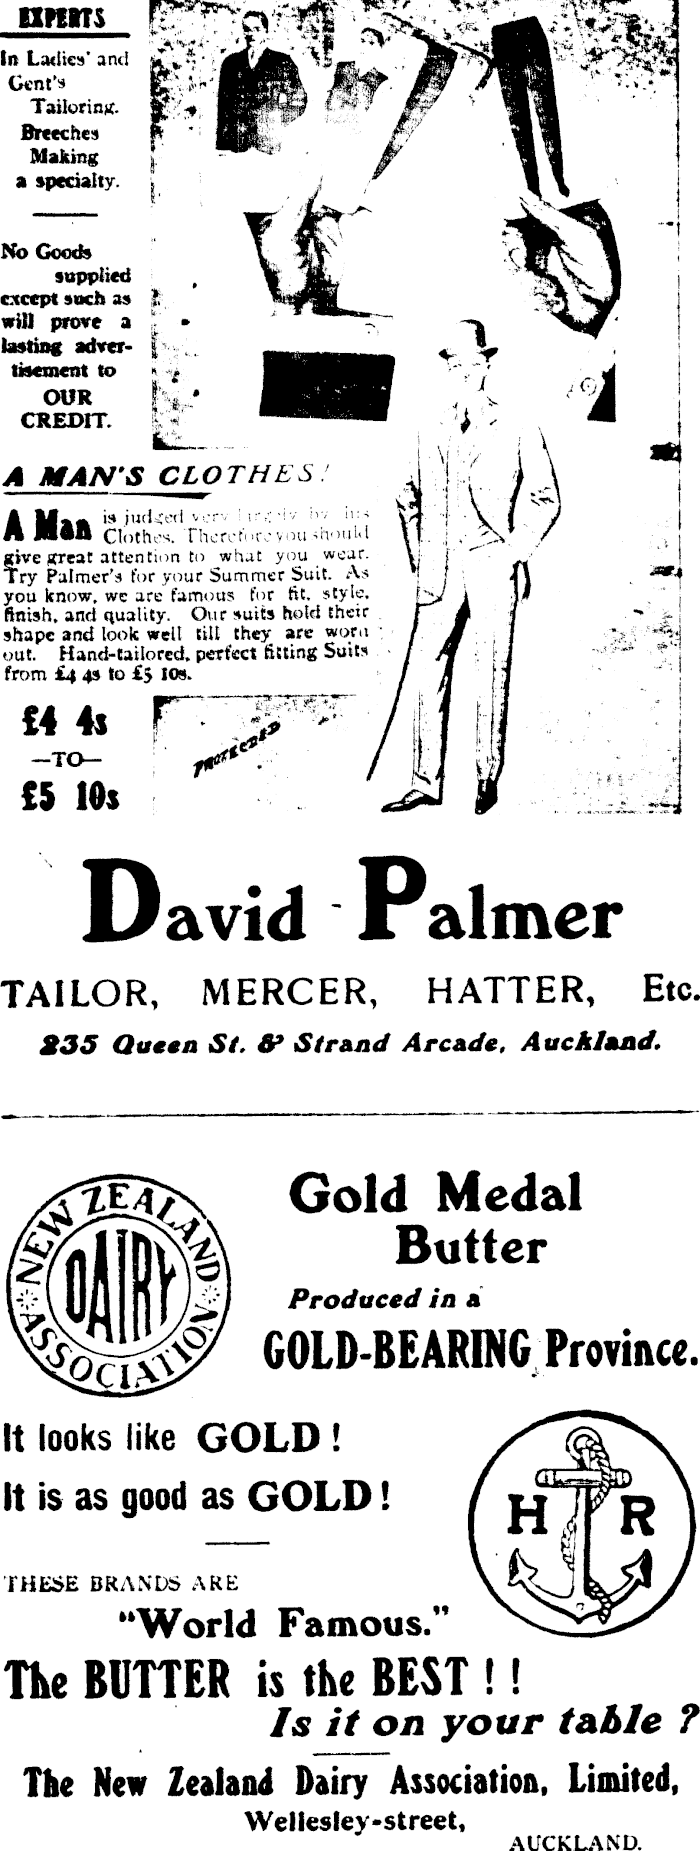 EXPERTS
In Ladies' and
Gent's
Tailoring.
Breeches
Making
a specialty.
No Goods
supplied
except such as
will prove a
lasting adver-
tisement to
OUR
CREDIT.
A MAN'S CLOTHES!
A Man is judged very largely by his
Clothes. Therefore you should
give great attention to what you wear.
Try Palmer's for your Summer Suit. As
you know, we are famous for fit, style,
finish, and quality. Our suits hold their
shape and look well till they are worn
out. Hand-tailored, perfect fitting Suits
from £4 4s to £5 10s.
£4 4s
—TO—
£5 10s
PROTECTED
David Palmer
TAILOR, MERCER, HATTER, Etc.
235 Queen St. & Strand Arcade, Auckland.
NEW ZEALAND
DAIRY
ASSOCIATION
Gold Medal
Butter
Produced in a
GOLD-BEARING Province.
It looks like GOLD!
It is as good as GOLD!
H R
THESE BRANDS ARE
"World Famous."
The BUTTER is the BEST!!
Is it on your table?
The New Zealand Dairy Association, Limited,
Wellesley-street,
AUCKLAND.